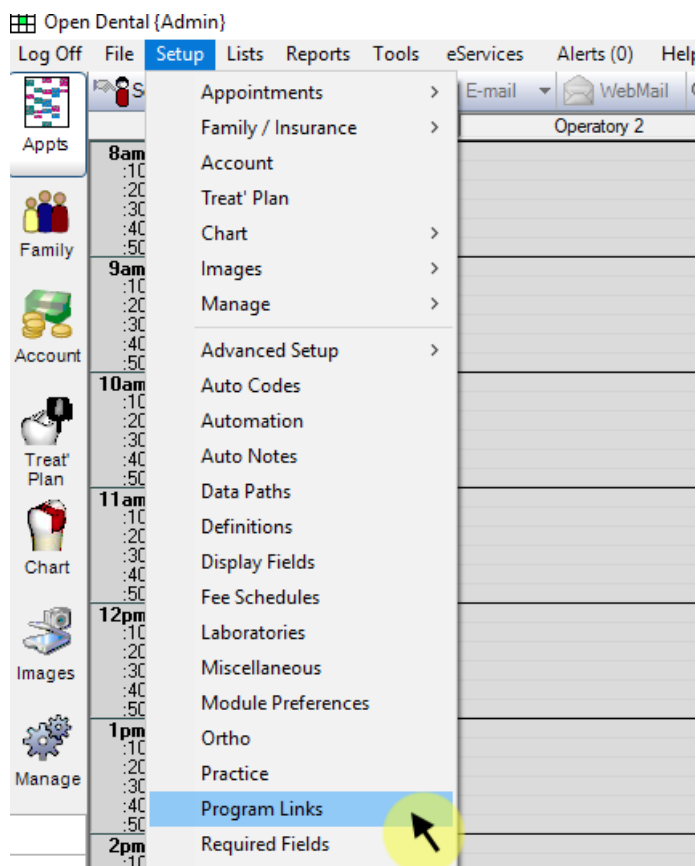 Open Dental {Admin}
Log Off File Setup Lists Reports Tools eServices Alerts (0) Help
E-mail WebMail
Operatory 2
Appts
Family
Account
Treat'
Plan
Chart
Images
Manage
Appointments >
Family / Insurance >
Account
Treat' Plan
Chart >
Images >
Manage >
Advanced Setup >
Auto Codes
Automation
Auto Notes
Data Paths
Definitions
Display Fields
Fee Schedules
Laboratories
Miscellaneous
Module Preferences
Ortho
Practice
Program Links
Required Fields
8am
:10
:20
:30
:40
:50
9am
:10
:20
:30
:40
:50
10am
:10
:20
:30
:40
:50
11am
:10
:20
:30
:40
:50
12pm
:10
:20
:30
:40
:50
1pm
:10
:20
:30
:40
:50
2pm
:10